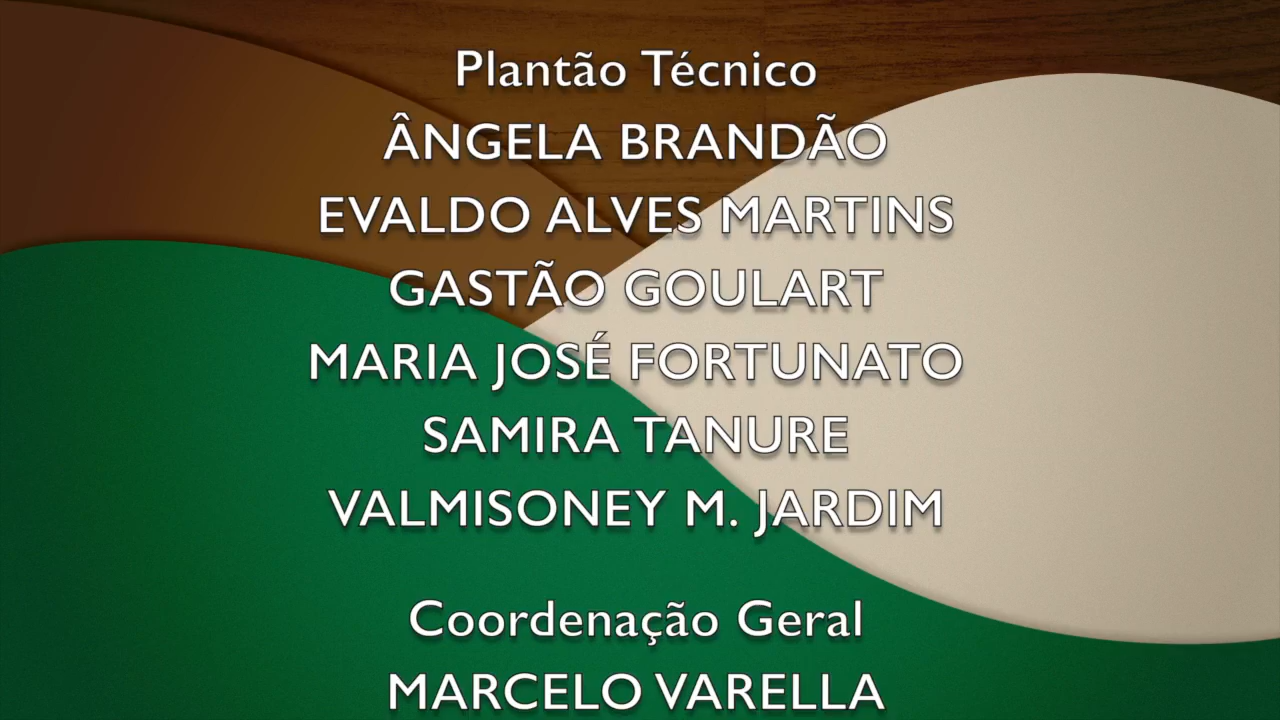 Plantão Técnico
ÂNGELA BRANDÃO
EVALDO ALVES MARTINS
GASTÃO GOULART
MARIA JOSÉ FORTUNATO
SAMIRA TANURE
VALMISONEY M. JARDIM
Coordenação Geral
MARCELO VARELLA